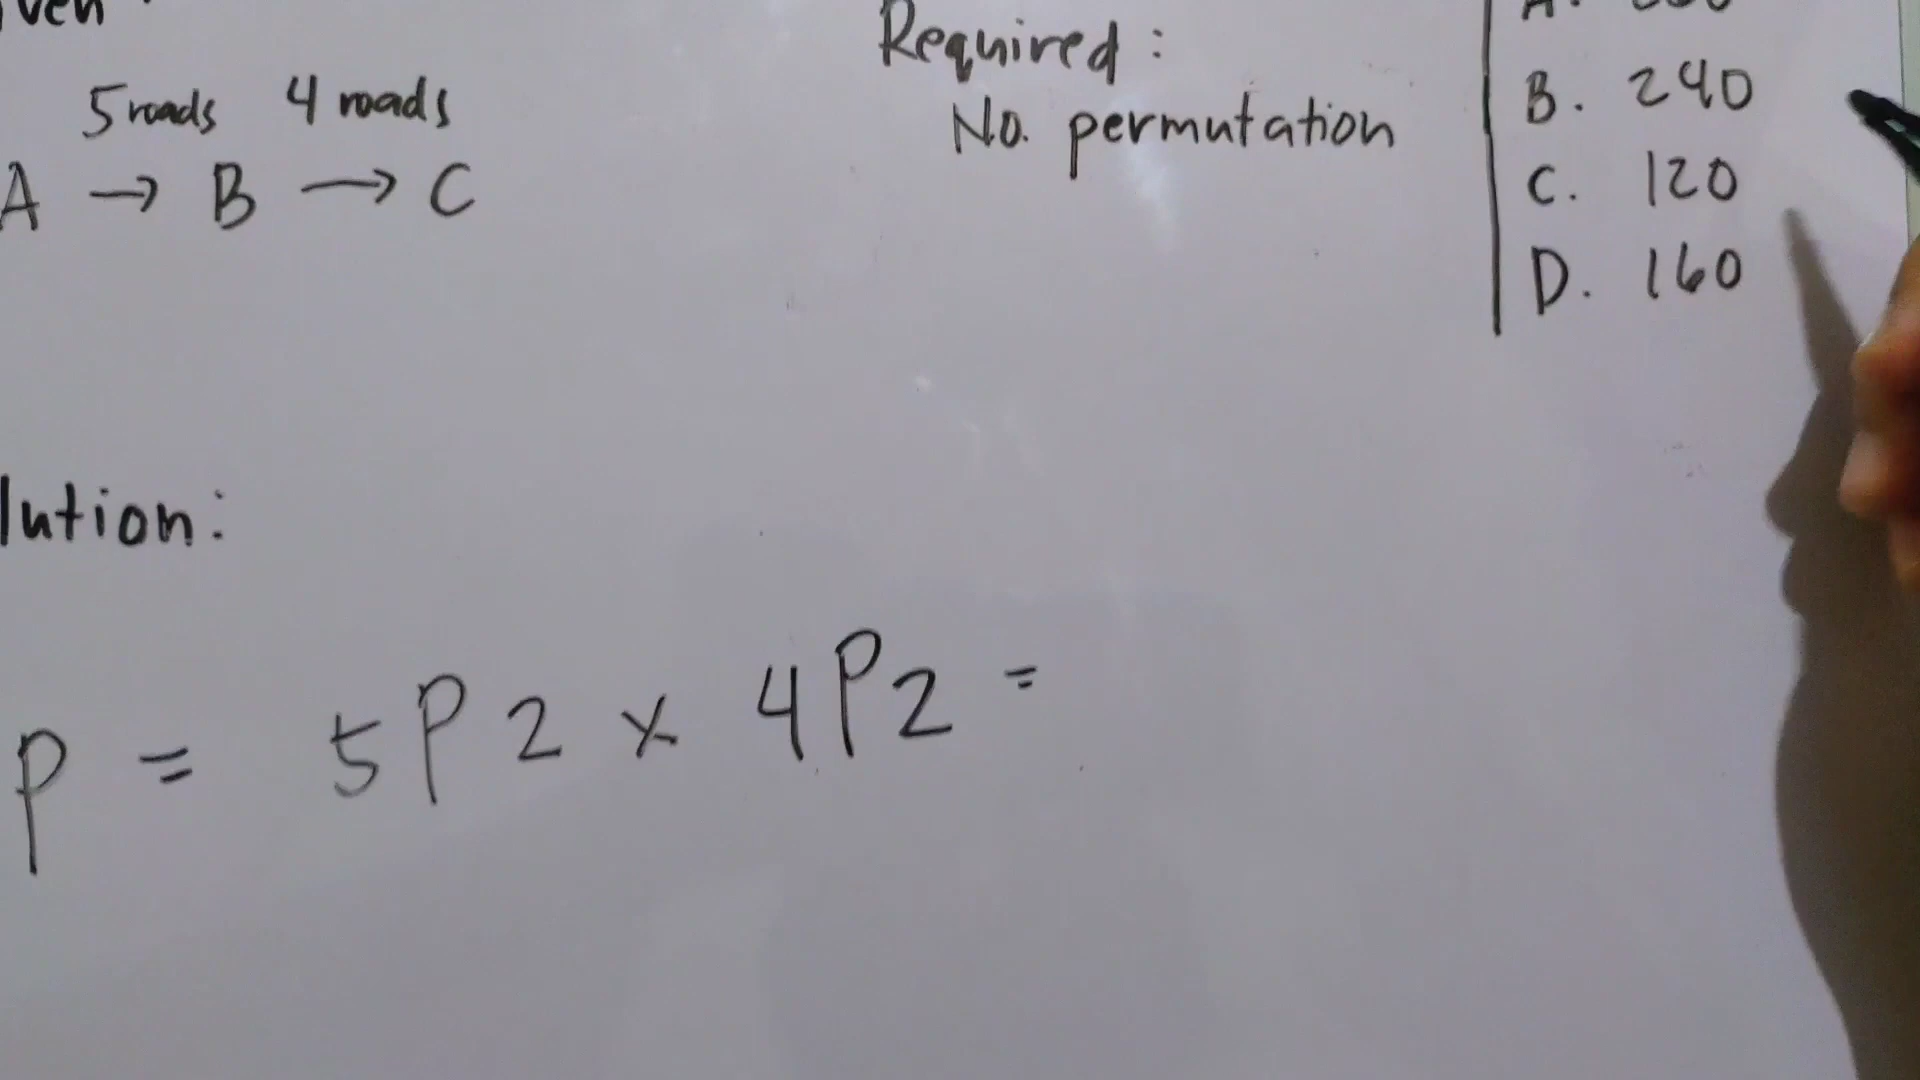 Required :
No. permutation
5 roads 4 roads
A → B → C
B. 240
C. 120
D. 160
lution:
P = 5P2 x 4P2 =